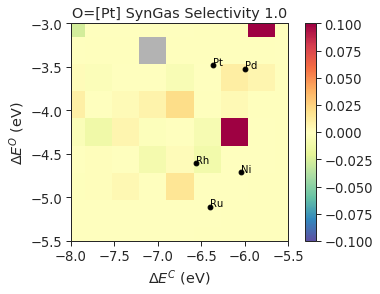 O=[Pt] SynGas Selectivity 1.0
−3.0
−3.5
−4.0
−4.5
−5.0
−5.5
ΔE^O (eV)
Pt
Pd
Rh
Ni
Ru
−8.0 −7.5 −7.0 −6.5 −6.0 −5.5
ΔE^C (eV)
0.100
0.075
0.050
0.025
0.000
−0.025
−0.050
−0.075
−0.100